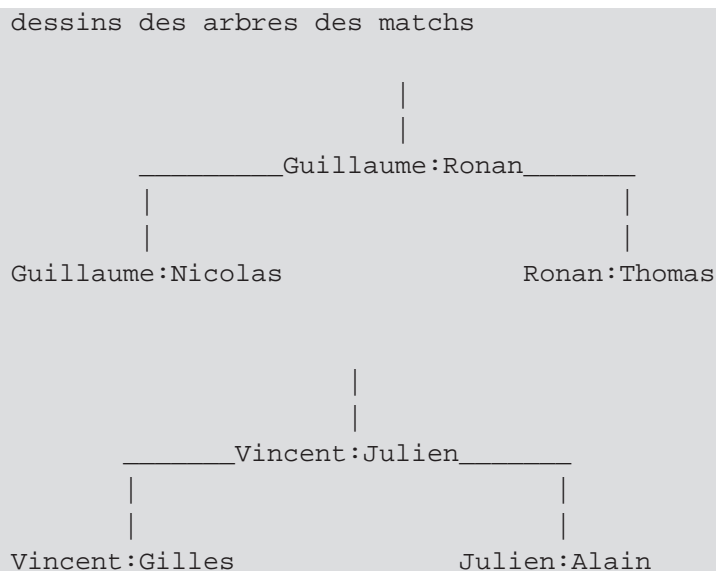 dessins des arbres des matchs
|
|
_________Guillaume:Ronan_______
| |
| |
Guillaume:Nicolas Ronan:Thomas
|
|
_______Vincent:Julien_______
| |
| |
Vincent:Gilles Julien:Alain